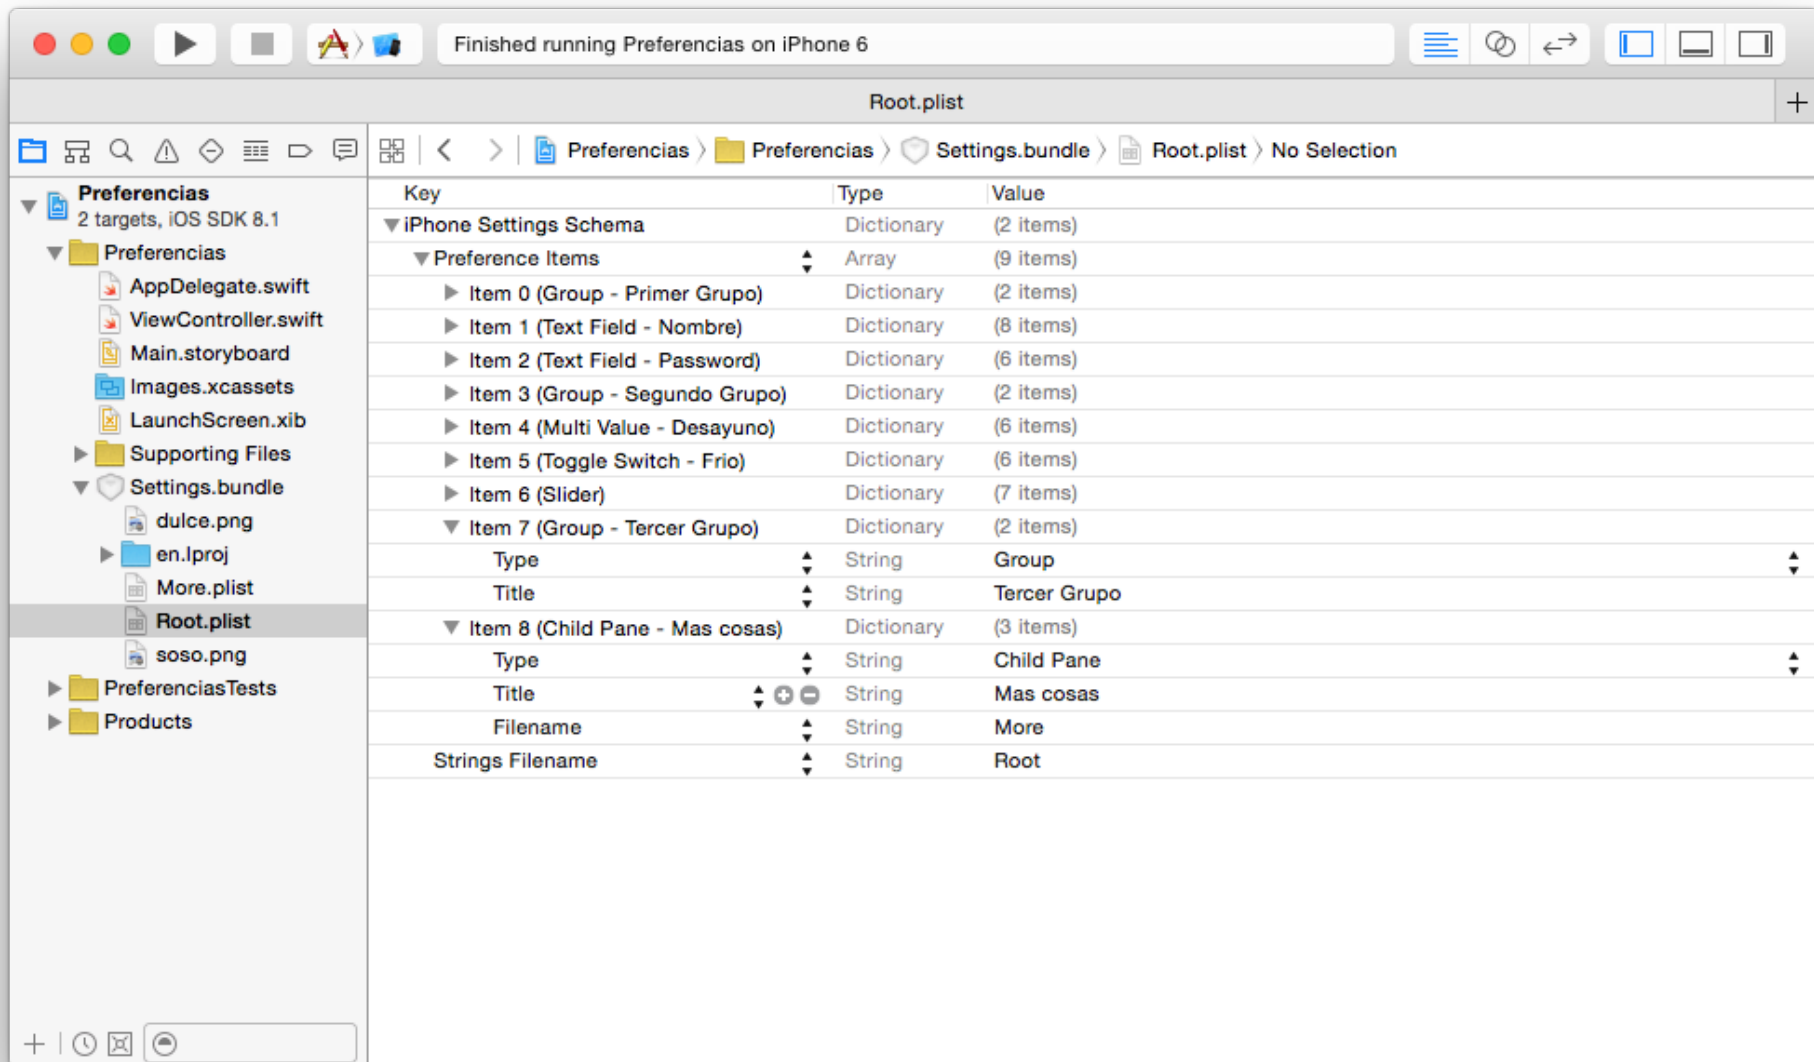 Finished running Preferencias on iPhone 6
Root.plist
Preferencias Preferencias Settings.bundle Root.plist No Selection
Preferencias
2 targets, iOS SDK 8.1
Preferencias
AppDelegate.swift
ViewController.swift
Main.storyboard
Images.xcassets
LaunchScreen.xib
Supporting Files
Settings.bundle
dulce.png
en.lproj
More.plist
Root.plist
soso.png
PreferenciasTests
Products
Key Type Value
iPhone Settings Schema Dictionary (2 items)
Preference Items Array (9 items)
Item 0 (Group - Primer Grupo) Dictionary (2 items)
Item 1 (Text Field - Nombre) Dictionary (8 items)
Item 2 (Text Field - Password) Dictionary (6 items)
Item 3 (Group - Segundo Grupo) Dictionary (2 items)
Item 4 (Multi Value - Desayuno) Dictionary (6 items)
Item 5 (Toggle Switch - Frio) Dictionary (6 items)
Item 6 (Slider) Dictionary (7 items)
Item 7 (Group - Tercer Grupo) Dictionary (2 items)
Type String Group
Title String Tercer Grupo
Item 8 (Child Pane - Mas cosas) Dictionary (3 items)
Type String Child Pane
Title String Mas cosas
Filename String More
Strings Filename String Root